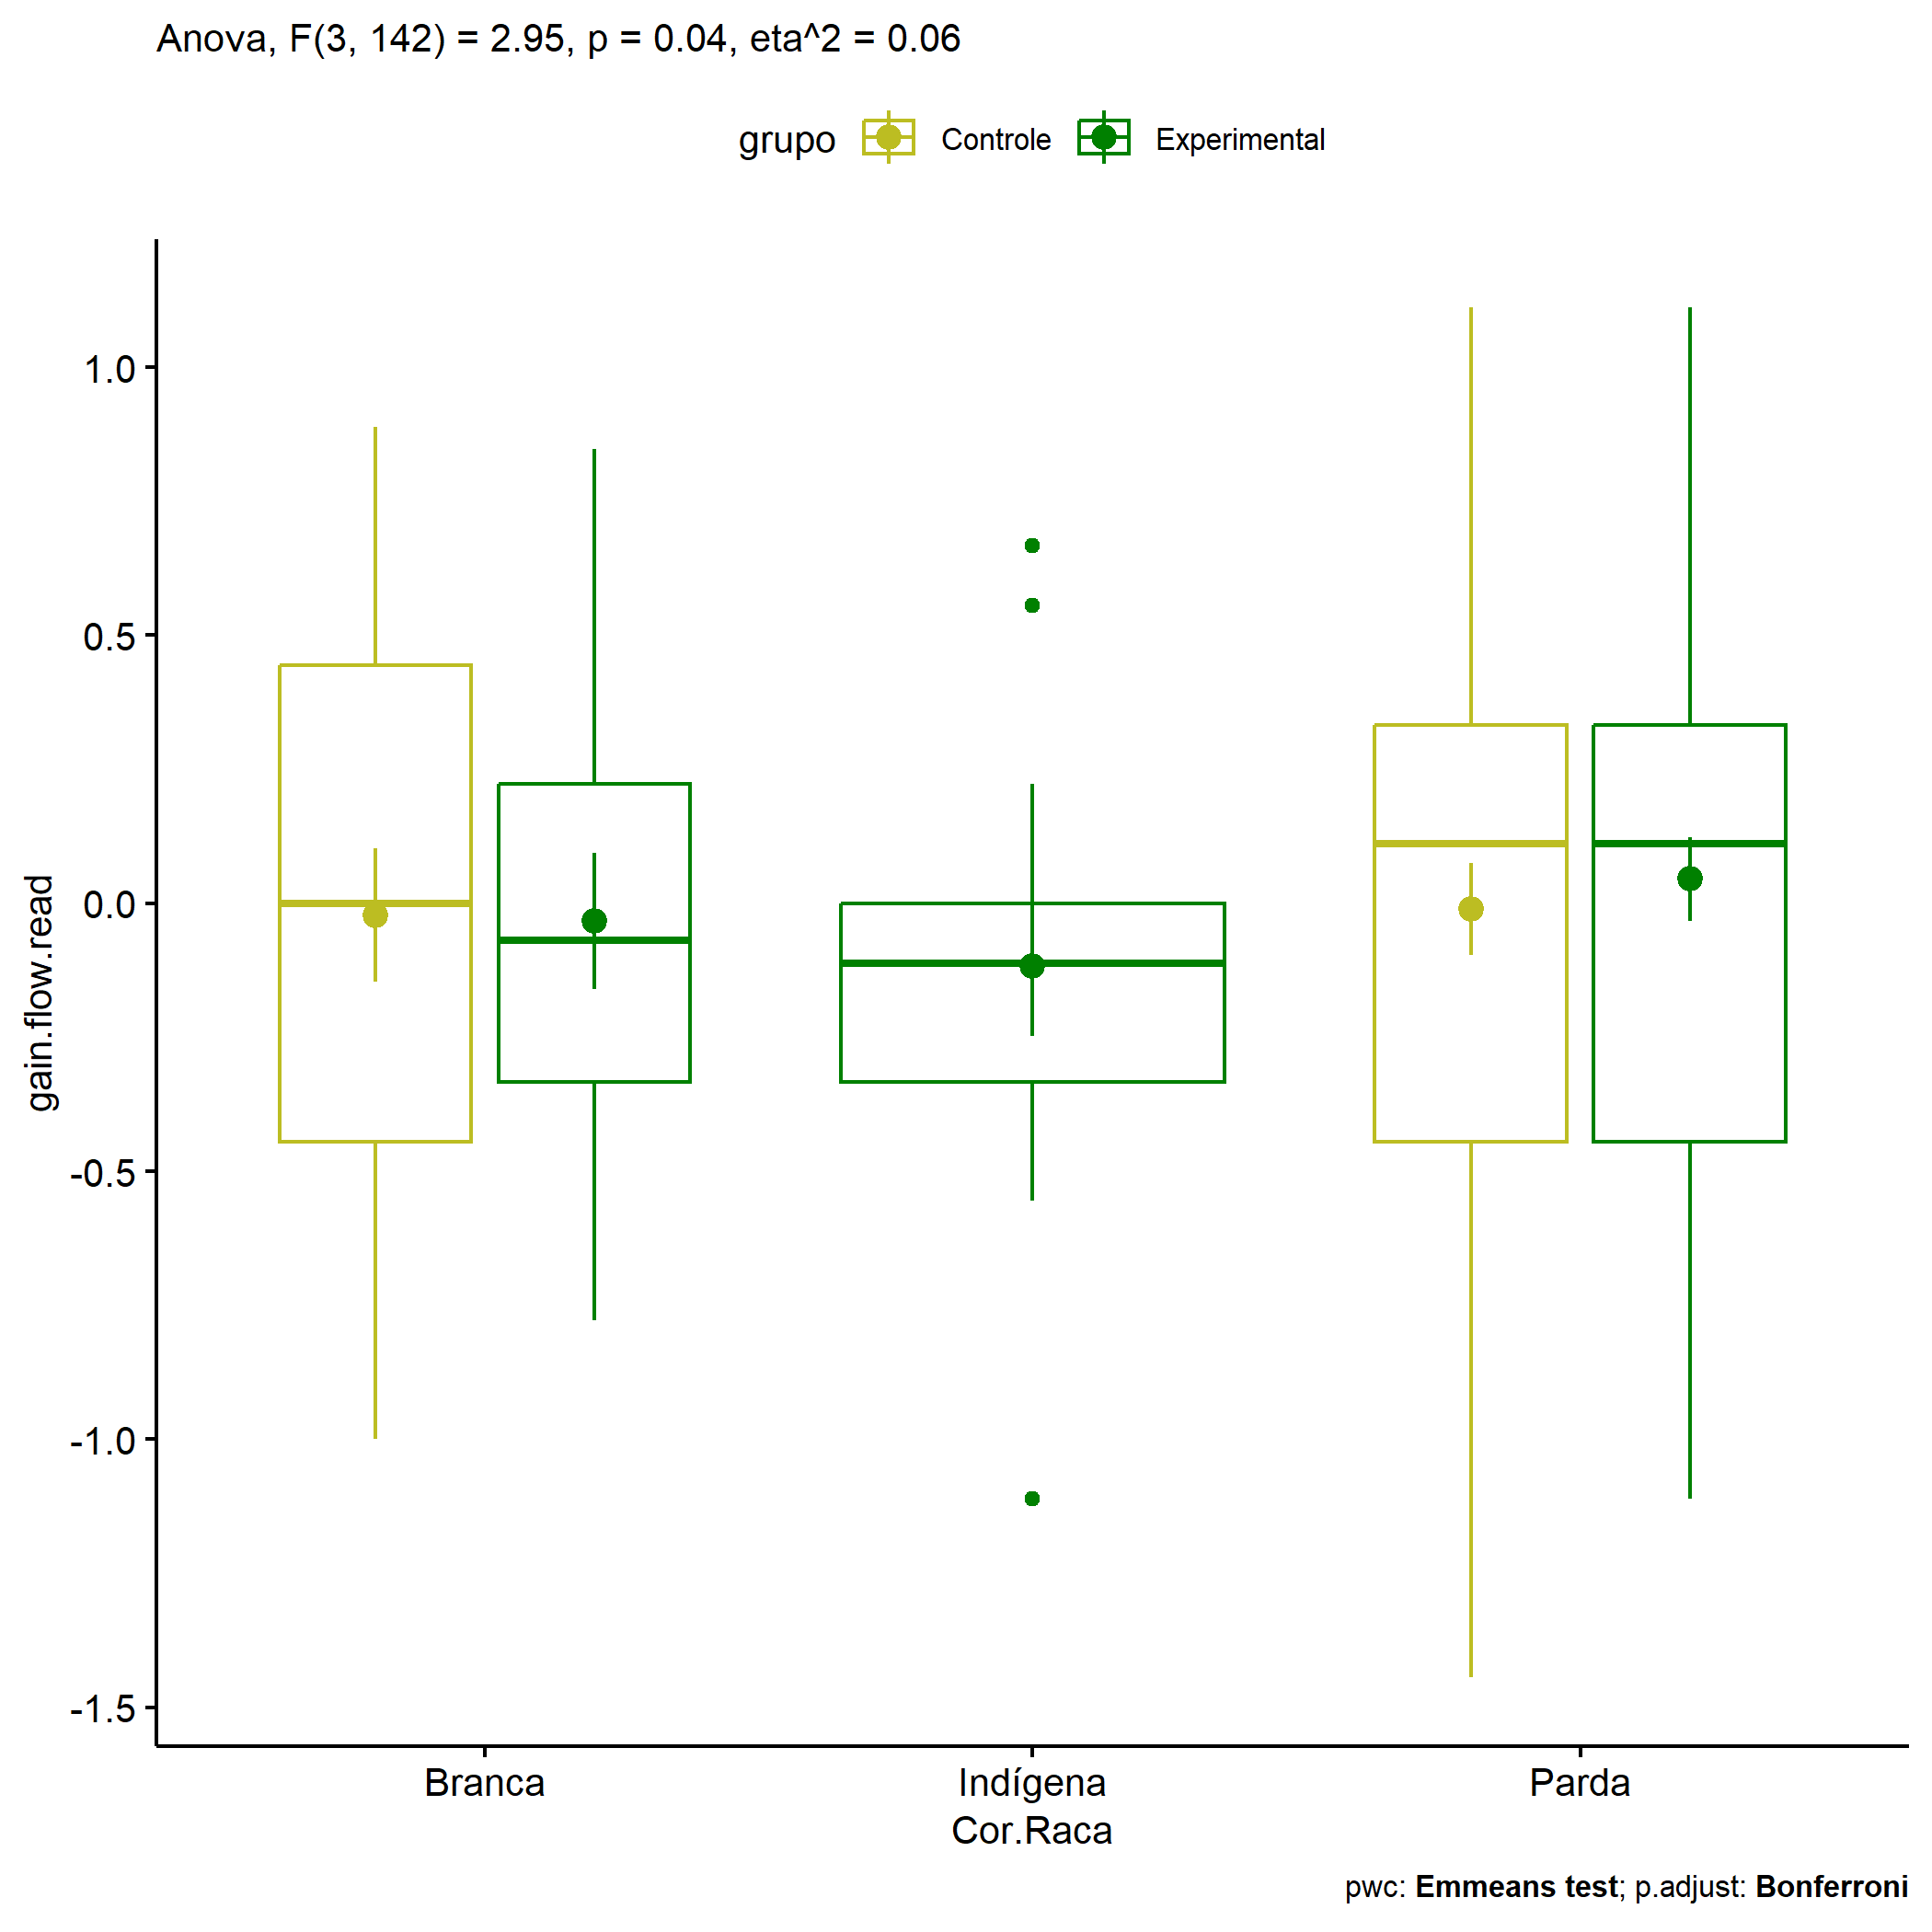 Anova, F(3, 142) = 2.95, p = 0.04, eta^2 = 0.06
grupo Controle Experimental
gain.flow.read
1.0
0.5
0.0
-0.5
-1.0
-1.5
Branca Indígena Parda
Cor.Raca
pwc: Emmeans test; p.adjust: Bonferroni